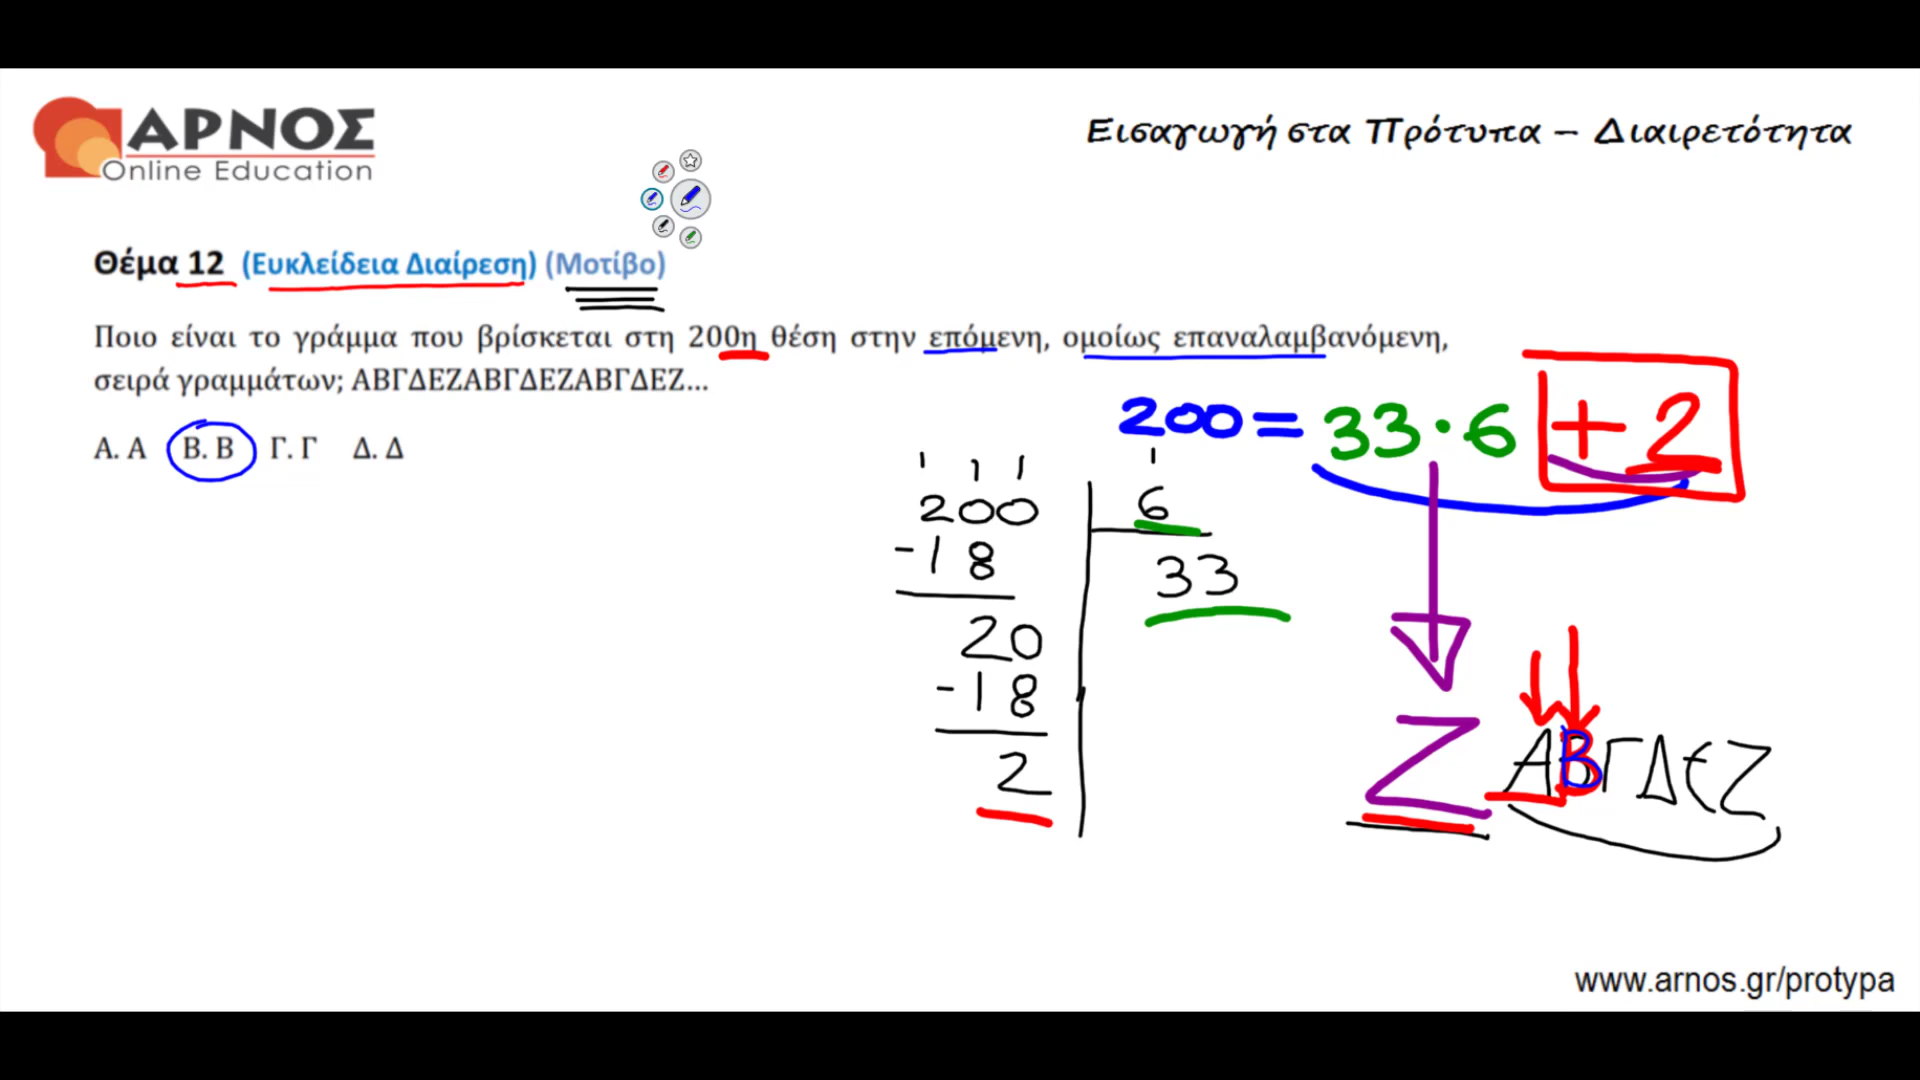 ΑΡΝΟΣ
Online Education
Εισαγωγή στα Πρότυπα – Διαιρετότητα
Θέμα 12 (Ευκλείδεια Διαίρεση) (Μοτίβο)
Ποιο είναι το γράμμα που βρίσκεται στη 200η θέση στην επόμενη, ομοίως επαναλαμβανόμενη,
σειρά γραμμάτων; ΑΒΓΔΕΖΑΒΓΔΕΖΑΒΓΔΕΖ...
Α. Α Β. Β Γ. Γ Δ. Δ
200 = 33 · 6 + 2
200 6
-18 33
20
-18
2
Ζ ΑΒΓΔΕΖ
www.arnos.gr/protypa